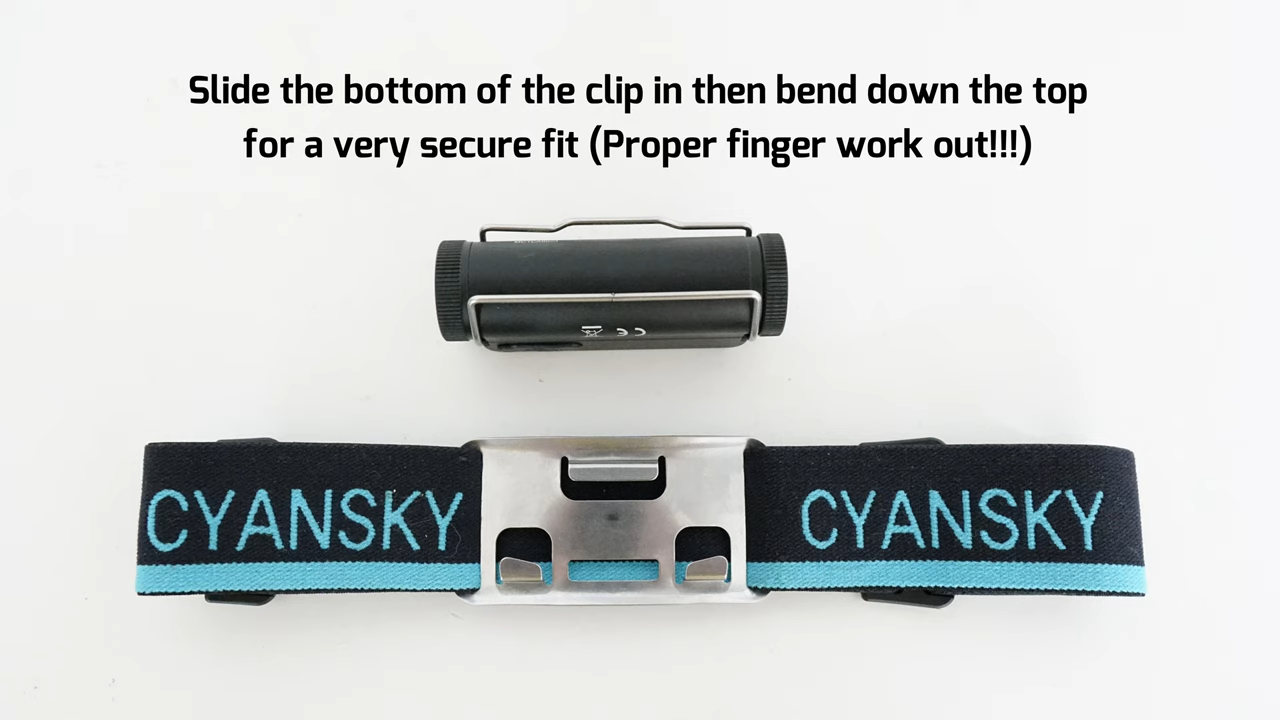 Slide the bottom of the clip in then bend down the top
for a very secure fit (Proper finger work out!!!)
CE
CYANSKY CYANSKY